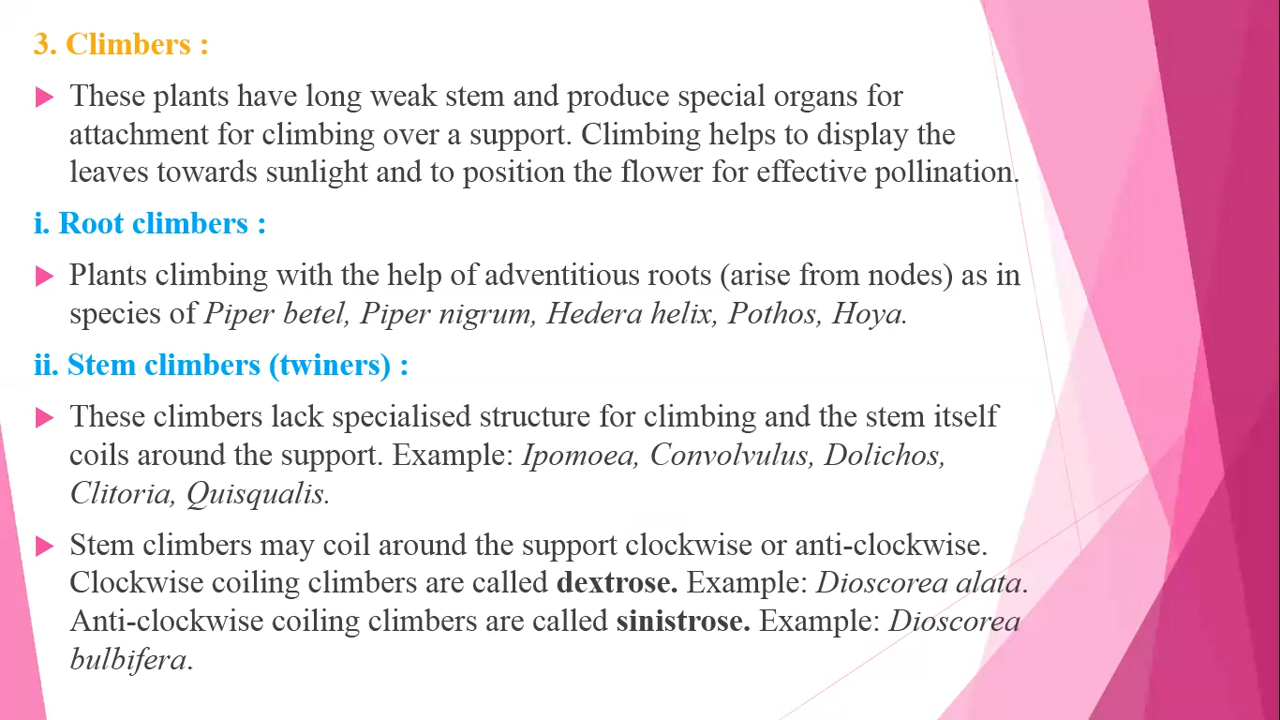 3. Climbers :
These plants have long weak stem and produce special organs for
attachment for climbing over a support. Climbing helps to display the
leaves towards sunlight and to position the flower for effective pollination.
i. Root climbers :
Plants climbing with the help of adventitious roots (arise from nodes) as in
species of Piper betel, Piper nigrum, Hedera helix, Pothos, Hoya.
ii. Stem climbers (twiners) :
These climbers lack specialised structure for climbing and the stem itself
coils around the support. Example: Ipomoea, Convolvulus, Dolichos,
Clitoria, Quisqualis.
Stem climbers may coil around the support clockwise or anti-clockwise.
Clockwise coiling climbers are called dextrose. Example: Dioscorea alata.
Anti-clockwise coiling climbers are called sinistrose. Example: Dioscorea
bulbifera.